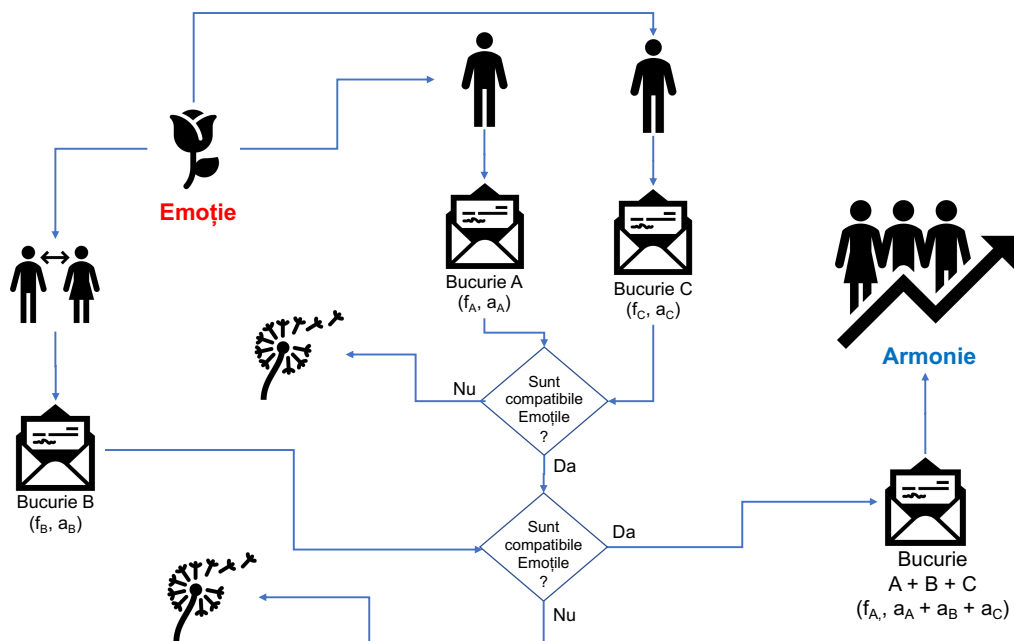 Emoție
Bucurie A
(fA, aA)
Bucurie C
(fC, aC)
Armonie
Nu
Sunt
compatibile
Emoțile
?
Da
Bucurie B
(fB, aB)
Sunt
compatibile
Emoțile
?
Da
Nu
Bucurie
A + B + C
(fA,, aA + aB + aC)